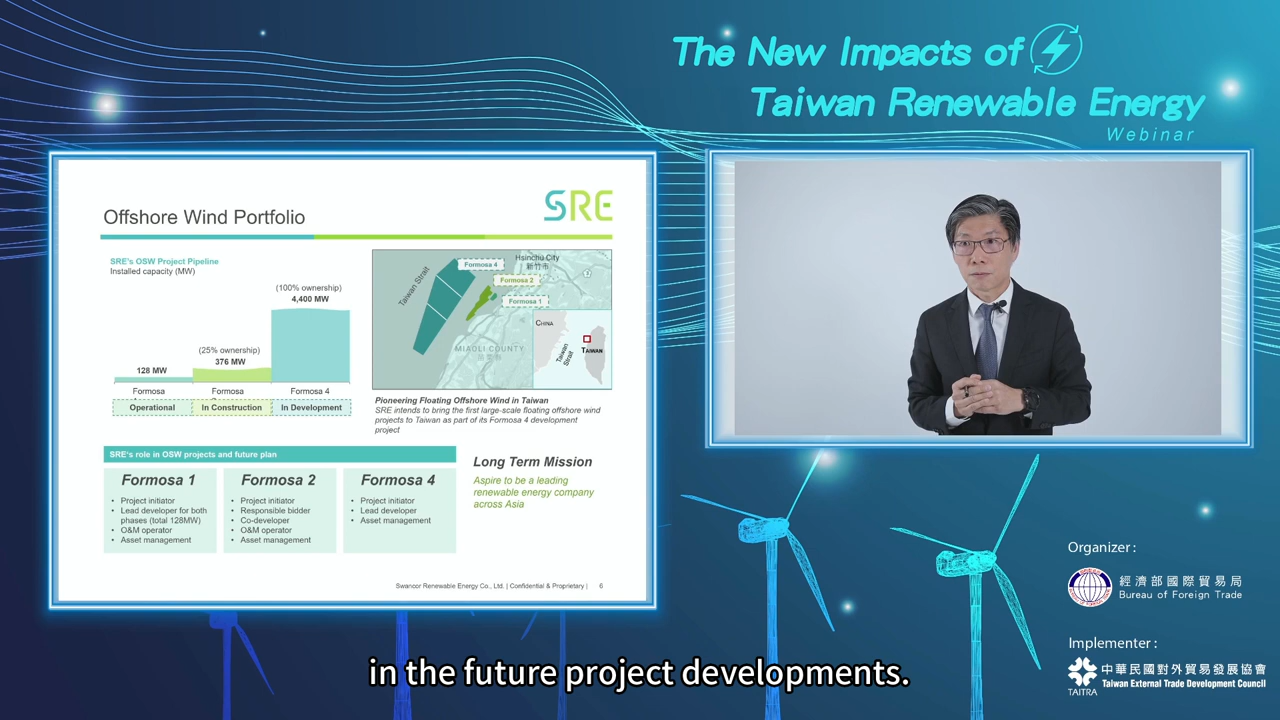 The New Impacts of
Taiwan Renewable Energy
Webinar
SRE
Offshore Wind Portfolio
SRE's OSW Project Pipeline
Installed capacity (MW)
(100% ownership)
4,400 MW
(25% ownership)
376 MW
128 MW
Formosa
Formosa
Formosa 4
Operational
In Construction
In Development
Formosa 4
Hsinchu City
新竹市
Formosa 2
Formosa 1
Taiwan Strait
MIAOLI COUNTY
CHINA
Taiwan Strait
TAIWAN
Pioneering Floating Offshore Wind in Taiwan
SRE intends to bring the first large-scale floating offshore wind
projects to Taiwan as part of its Formosa 4 development
project
SRE's role in OSW projects and future plan
Formosa 1
• Project initiator
• Lead developer for both
phases (total 128MW)
• O&M operator
• Asset management
Formosa 2
• Project initiator
• Responsible bidder
• Co-developer
• O&M operator
• Asset management
Formosa 4
• Project initiator
• Lead developer
• Asset management
Long Term Mission
Aspire to be a leading
renewable energy company
across Asia
Swancor Renewable Energy Co., Ltd. | Confidential & Proprietary | 6
Organizer :
經濟部國際貿易局
Bureau of Foreign Trade
Implementer :
TAITRA
中華民國對外貿易發展協會
Taiwan External Trade Development Council
in the future project developments.